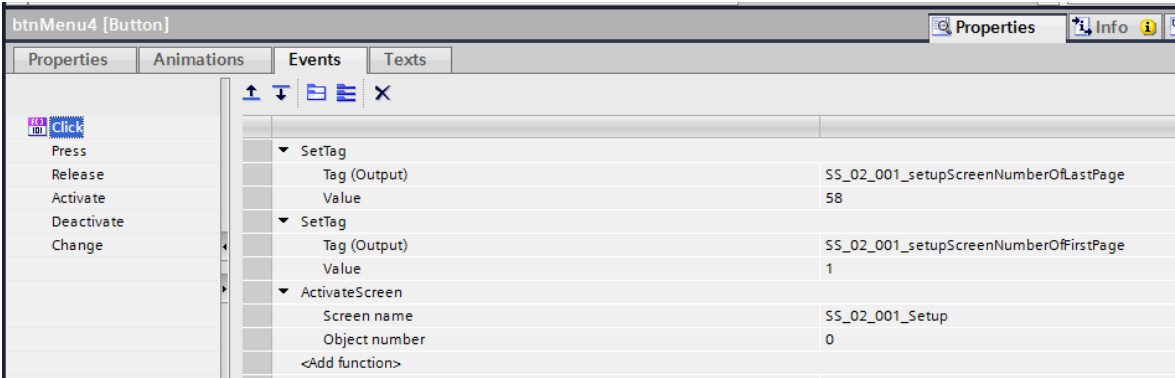 btnMenu4 [Button]
Properties
Info
Properties
Animations
Events
Texts
Click
Press
Release
Activate
Deactivate
Change
SetTag
Tag (Output) SS_02_001_setupScreenNumberOfLastPage
Value 58
SetTag
Tag (Output) SS_02_001_setupScreenNumberOfFirstPage
Value 1
ActivateScreen
Screen name SS_02_001_Setup
Object number 0
<Add function>